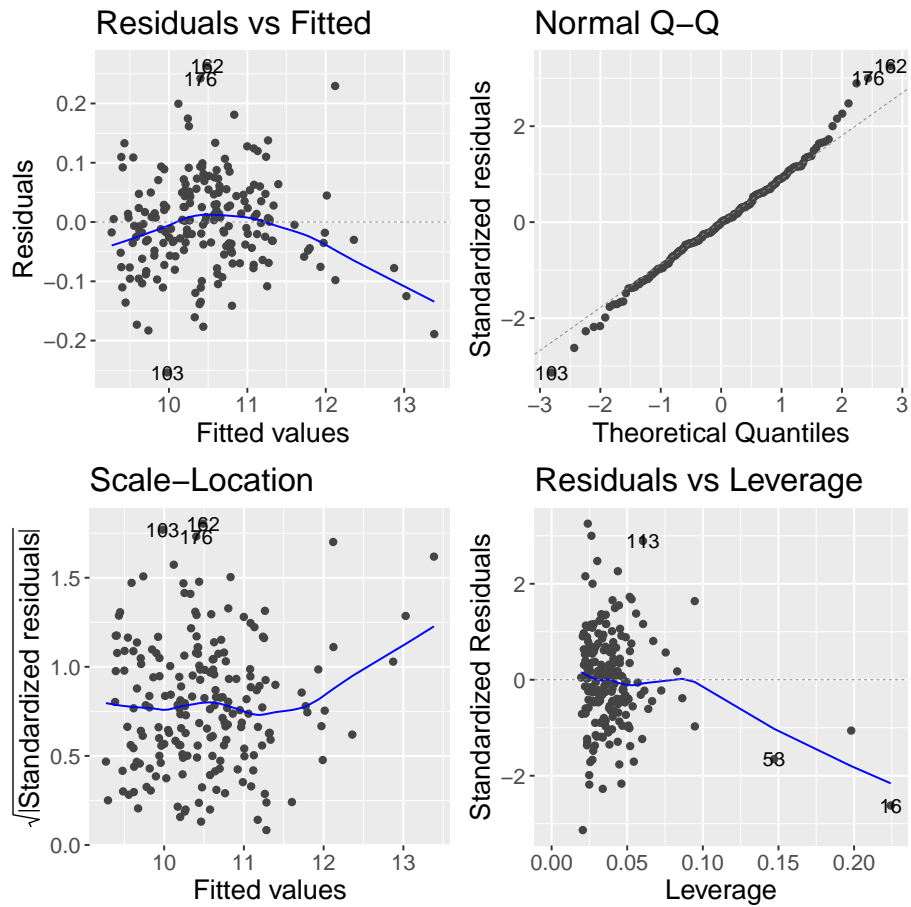 Residuals vs Fitted
162
176
103
0.2
0.1
0.0
−0.1
−0.2
10 11 12 13
Residuals
Fitted values
Normal Q−Q
162
176
103
2
0
−2
−3 −2 −1 0 1 2 3
Standardized residuals
Theoretical Quantiles
Scale−Location
162
103
176
1.5
1.0
0.5
0.0
10 11 12 13
√|Standardized residuals|
Fitted values
Residuals vs Leverage
113
53
16
2
0
−2
0.00 0.05 0.10 0.15 0.20
Standardized Residuals
Leverage